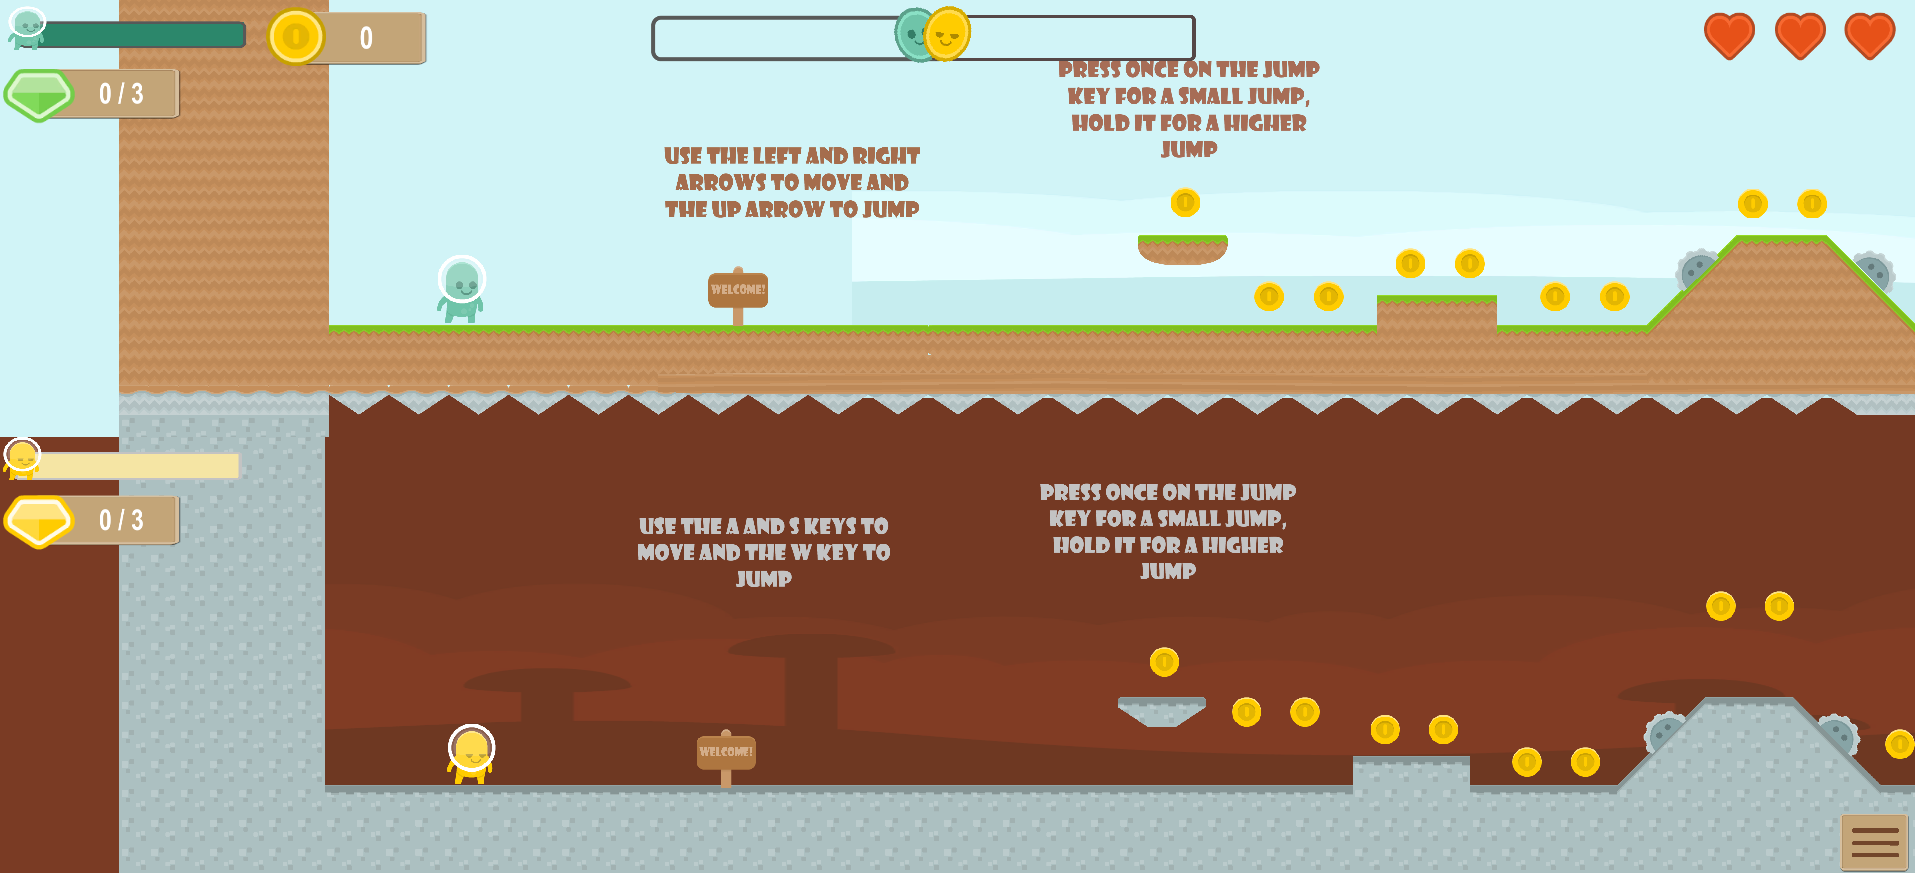 0
0 / 3
PRESS ONCE ON THE JUMP
KEY FOR A SMALL JUMP,
HOLD IT FOR A HIGHER
JUMP
USE THE LEFT AND RIGHT
ARROWS TO MOVE AND
THE UP ARROW TO JUMP
WELCOME!
0 / 3
PRESS ONCE ON THE JUMP
KEY FOR A SMALL JUMP,
HOLD IT FOR A HIGHER
JUMP
USE THE A AND S KEYS TO
MOVE AND THE W KEY TO
JUMP
WELCOME!